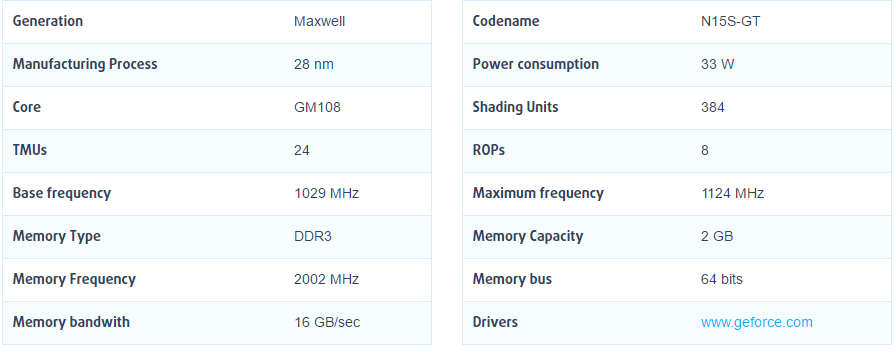 Generation Maxwell Codename N15S-GT
Manufacturing Process 28 nm Power consumption 33 W
Core GM108 Shading Units 384
TMUs 24 ROPs 8
Base frequency 1029 MHz Maximum frequency 1124 MHz
Memory Type DDR3 Memory Capacity 2 GB
Memory Frequency 2002 MHz Memory bus 64 bits
Memory bandwith 16 GB/sec Drivers www.geforce.com